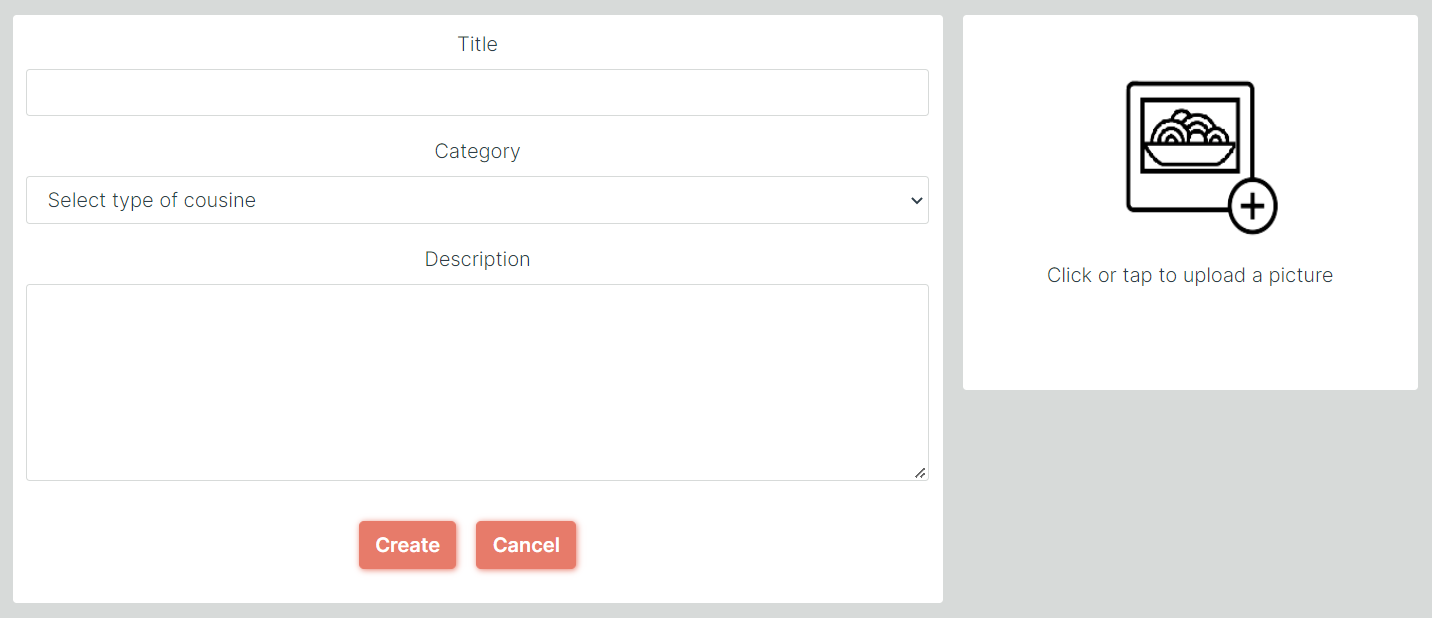 Title
Category
Select type of cousine
Description
Create
Cancel
Click or tap to upload a picture